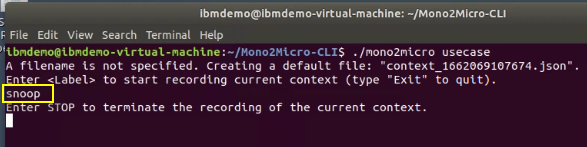 ibmdemo@ibmdemo-virtual-machine: ~/Mono2Micro-CLI
File Edit View Search Terminal Help
ibmdemo@ibmdemo-virtual-machine:~/Mono2Micro-CLI$ ./mono2micro usecase
A filename is not specified. Creating a default file: "context_1662069107674.json".
Enter <Label> to start recording current context (type "Exit" to quit).
snoop
Enter STOP to terminate the recording of the current context.